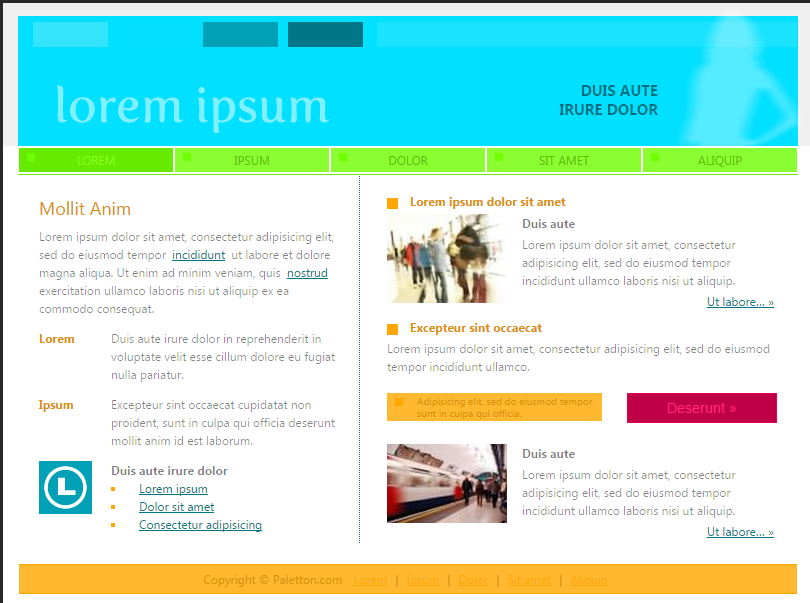 lorem ipsum
DUIS AUTE
IRURE DOLOR
LOREM IPSUM DOLOR SIT AMET ALIQUIP
Mollit Anim
Lorem ipsum dolor sit amet, consectetur adipisicing elit,
sed do eiusmod tempor incididunt ut labore et dolore
magna aliqua. Ut enim ad minim veniam, quis nostrud
exercitation ullamco laboris nisi ut aliquip ex ea
commodo consequat.
Lorem
Duis aute irure dolor in reprehenderit in
voluptate velit esse cillum dolore eu fugiat
nulla pariatur.
Ipsum
Excepteur sint occaecat cupidatat non
proident, sunt in culpa qui officia deserunt
mollit anim id est laborum.
Duis aute irure dolor
Lorem ipsum
Dolor sit amet
Consectetur adipisicing
Lorem ipsum dolor sit amet
Duis aute
Lorem ipsum dolor sit amet, consectetur
adipisicing elit, sed do eiusmod tempor
incididunt ut labore nisi ut aliquip.
Ut labore... »
Excepteur sint occaecat
Lorem ipsum dolor sit amet, consectetur adipisicing elit, sed do eiusmod
tempor incididunt ullamco.
Adipisicing elit, sed do eiusmod tempor
sunt in culpa qui officia.
Deserunt »
Duis aute
Lorem ipsum dolor sit amet, consectetur
adipisicing elit, sed do eiusmod tempor
incididunt ut labore nisi ut aliquip.
Ut labore... »
Copyright © Paletton.com Lorem | Ipsum | Dolor | Sit amet | Aliquip